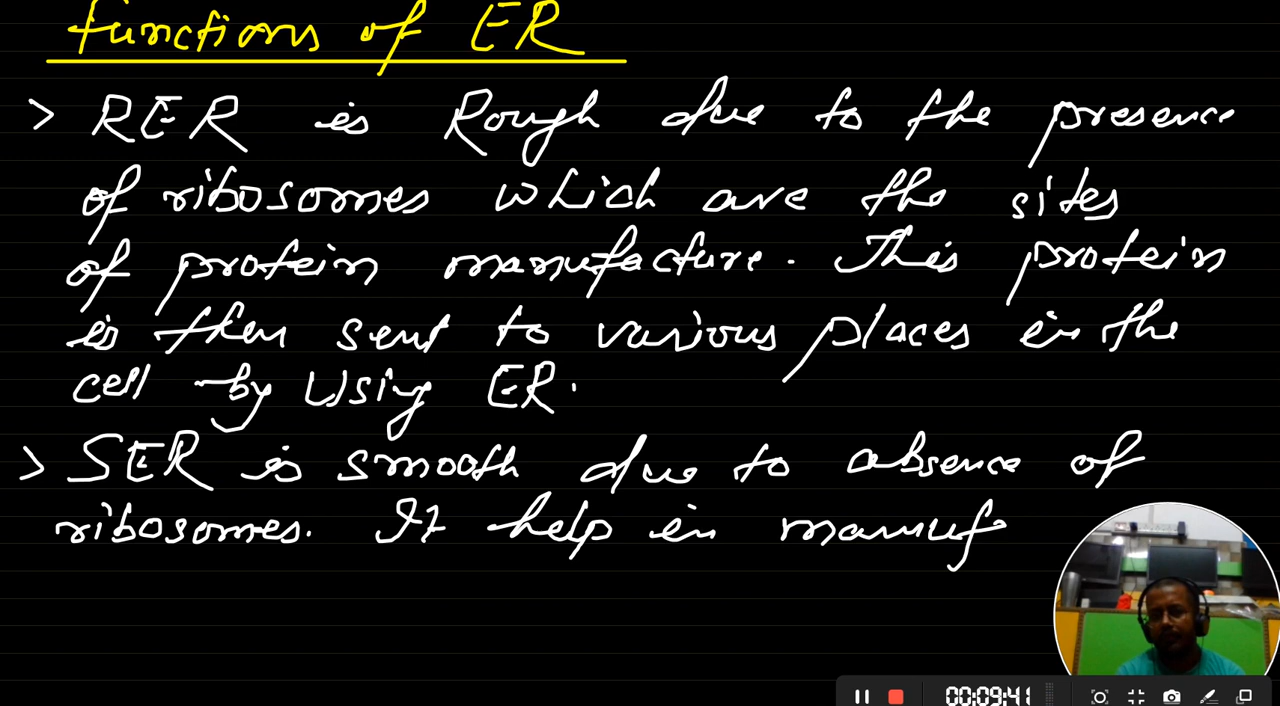 Functions of ER
> RER is Rough due to the presence
of ribosomes which are the sites
of protein manufacture. This protein
is then sent to various places in the
cell by Using ER.
> SER is smooth due to absence of
ribosomes. It help in manuf
00:09:41